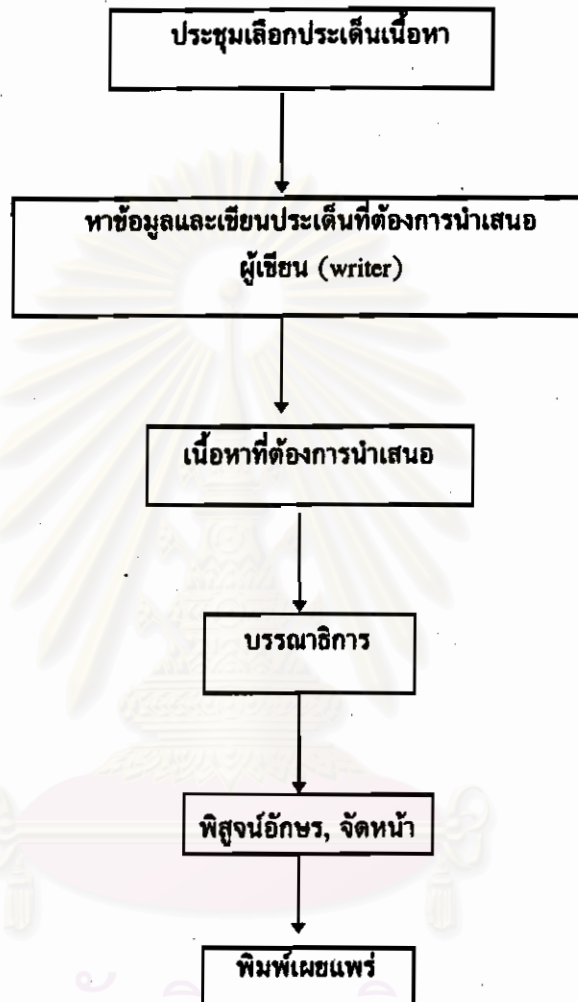 ประชุมเลือกประเด็นเนื้อหา
หาข้อมูลและเขียนประเด็นที่ต้องการนำเสนอ
ผู้เขียน (writer)
เนื้อหาที่ต้องการนำเสนอ
บรรณาธิการ
พิสูจน์อักษร, จัดหน้า
พิมพ์เผยแพร่